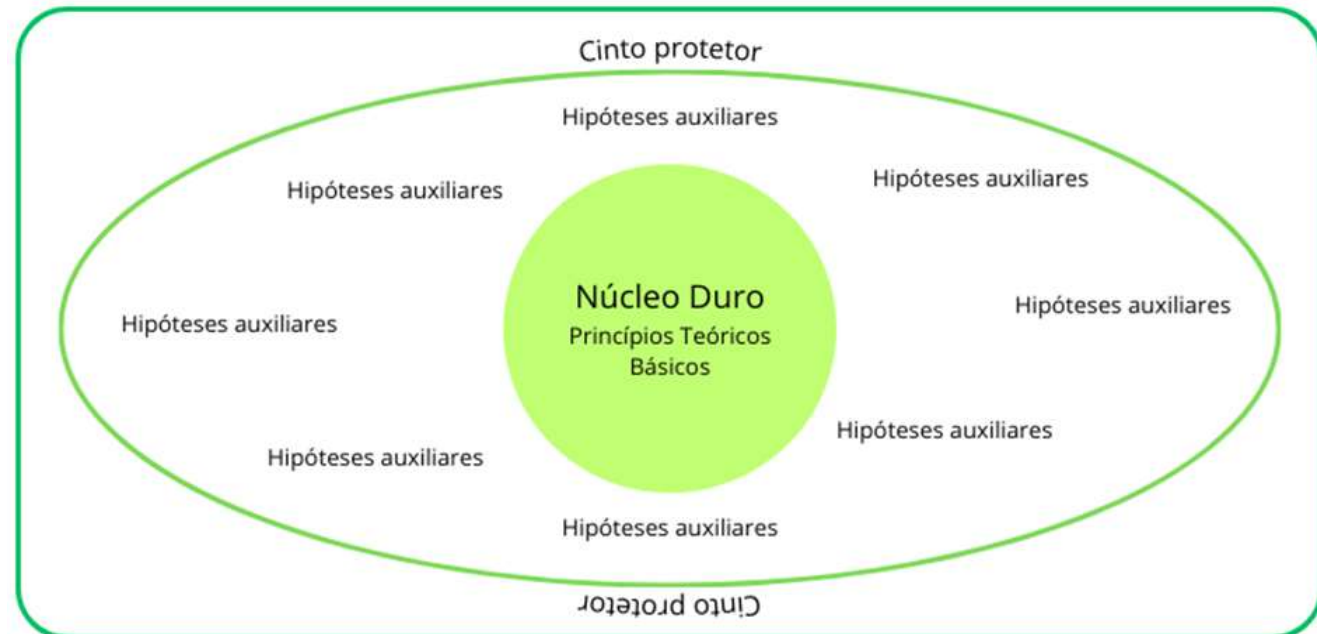 Cinto protetor
Hipóteses auxiliares
Hipóteses auxiliares
Hipóteses auxiliares
Núcleo Duro
Princípios Teóricos
Básicos
Hipóteses auxiliares
Hipóteses auxiliares
Hipóteses auxiliares
Hipóteses auxiliares
Hipóteses auxiliares
Cinto protetor